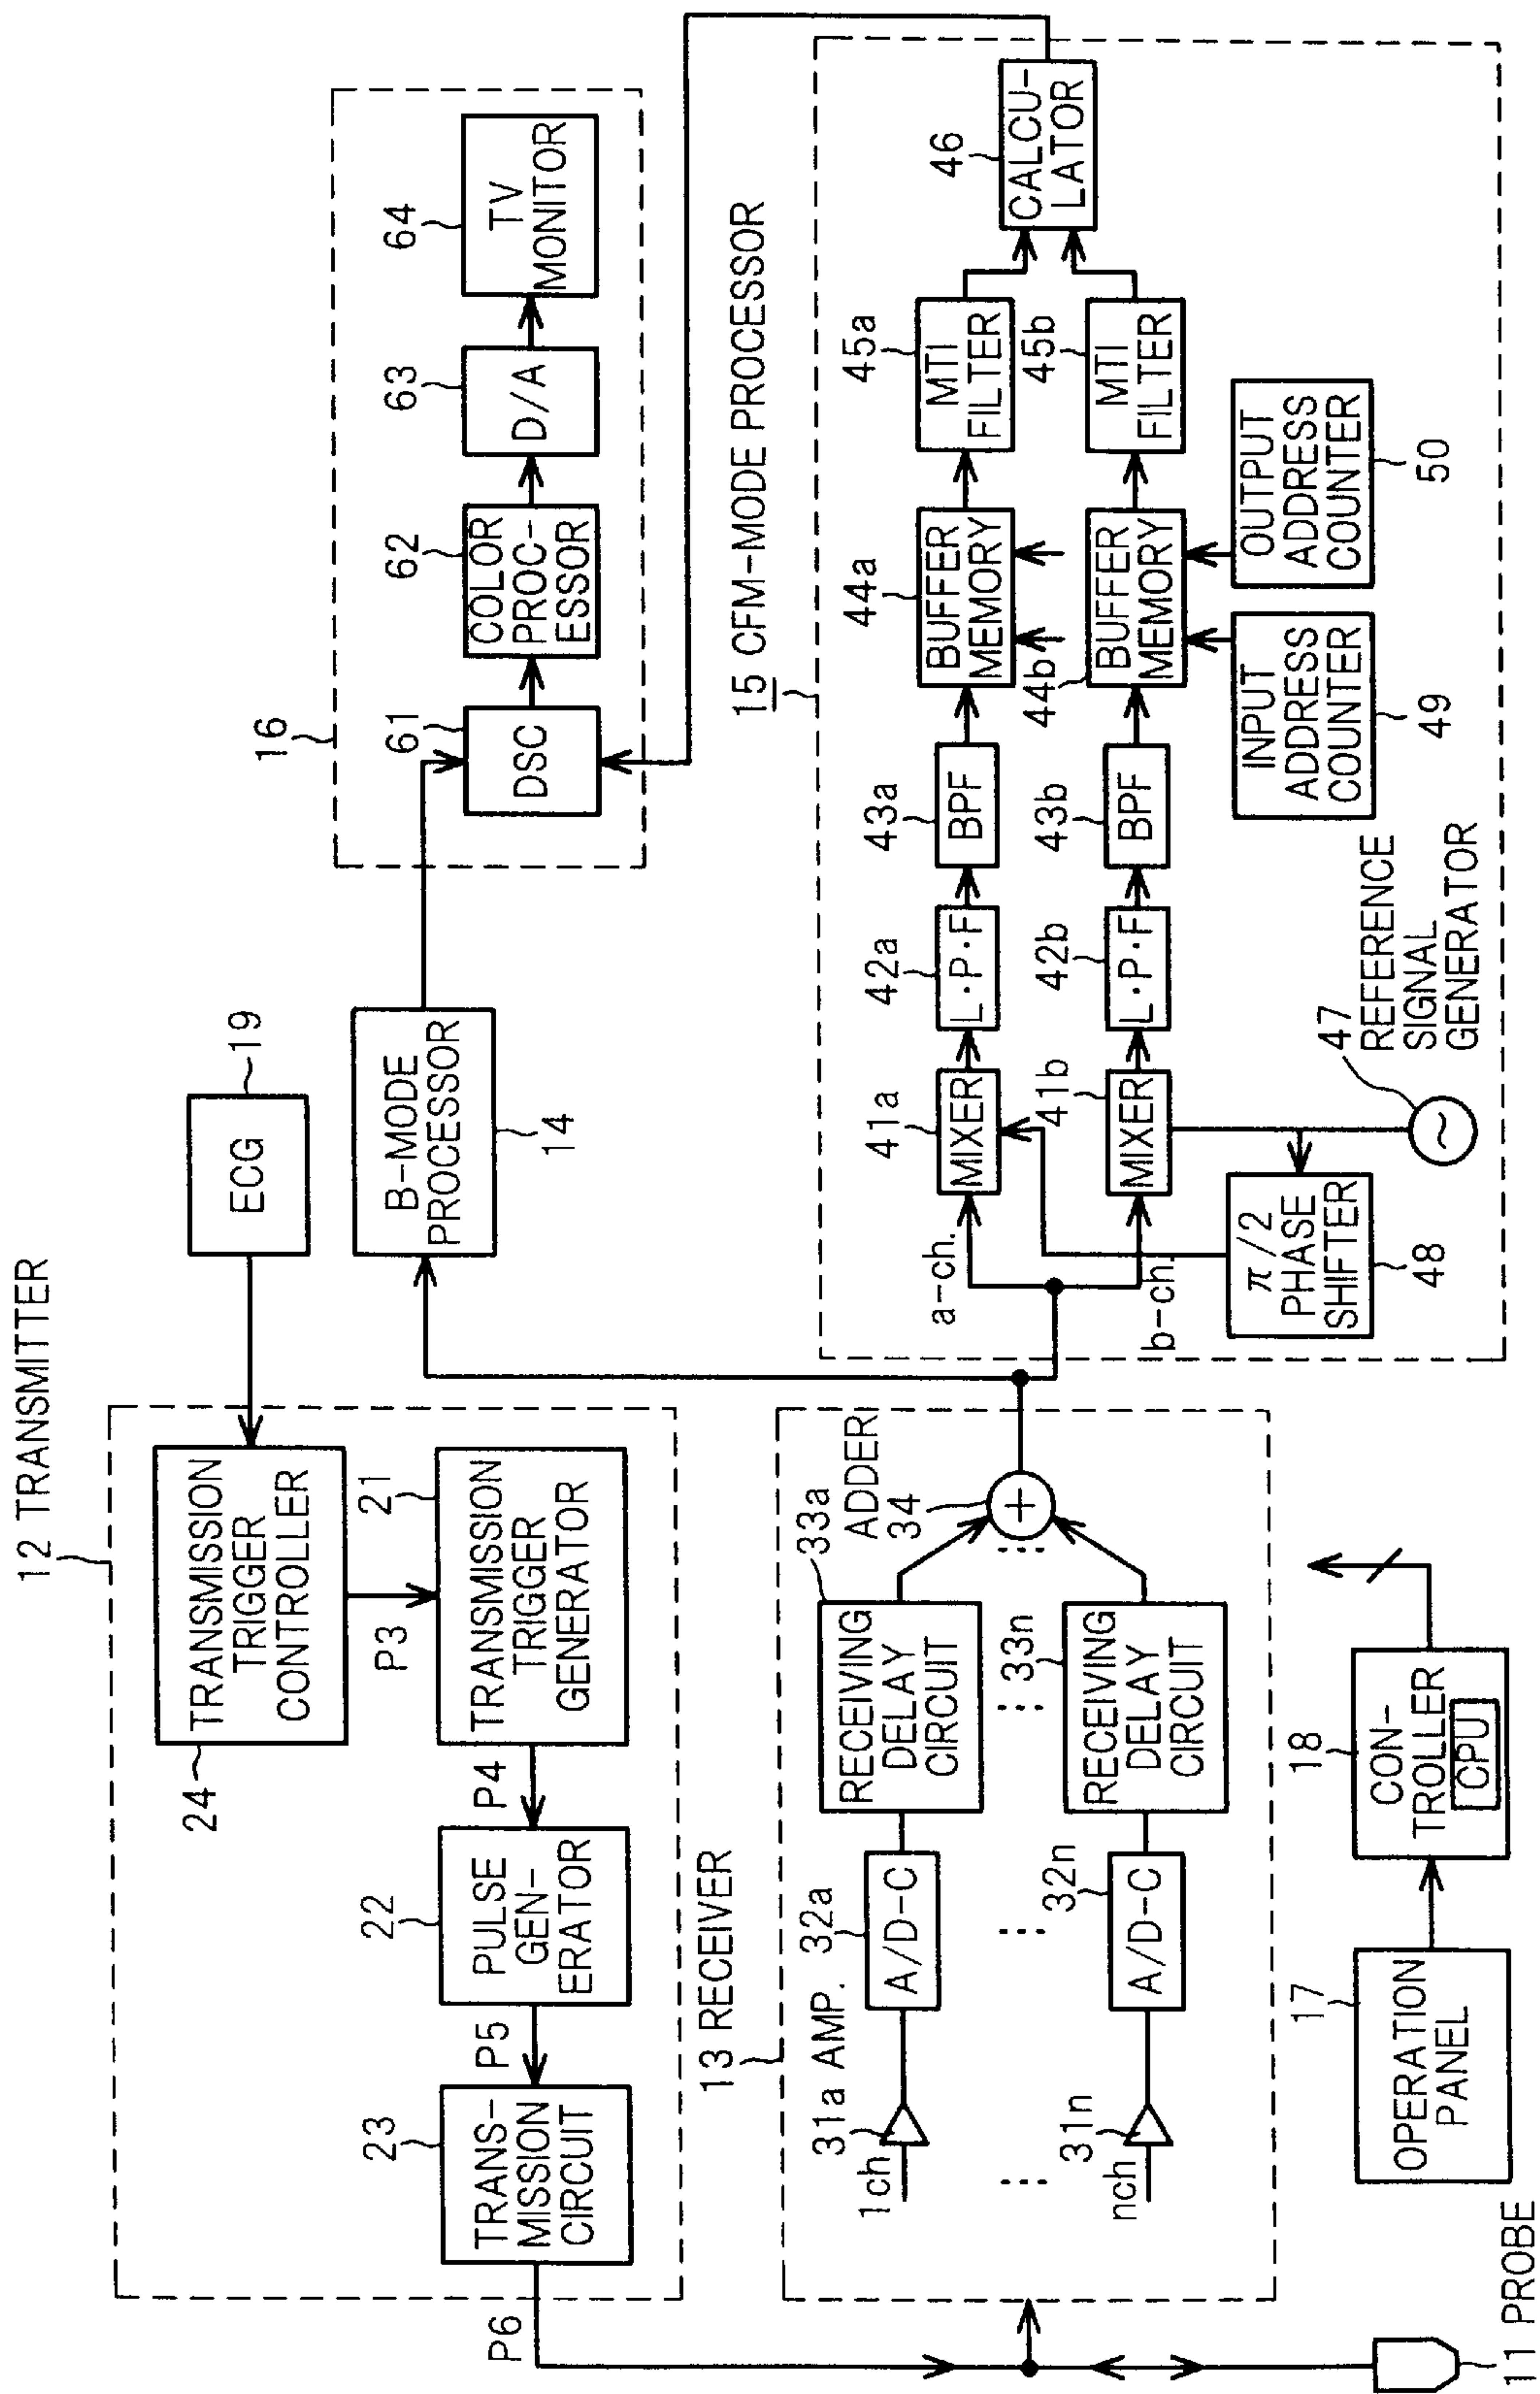 12 TRANSMITTER
TRANSMISSION
TRIGGER
CONTROLLER
24
ECG
19
P3
21
TRANSMISSION
TRIGGER
GENERATOR
P4
22
PULSE
GEN-
ERATOR
P5
23
TRANS-
MISSION
CIRCUIT
P6
B-MODE
PROCESSOR
14
16
61
DSC
62
COLOR
PROC-
ESSOR
63
D/A
64
TV
MONITOR
13 RECEIVER
1ch
31a AMP.
32a
A/D-C
33a
RECEIVING
DELAY
CIRCUIT
ADDER
34
+
nch
31n
32n
A/D-C
33n
RECEIVING
DELAY
CIRCUIT
15 CFM-MODE PROCESSOR
a-ch.
41a
MIXER
42a
L·P·F
43a
BPF
44a
BUFFER
MEMORY
45a
MTI
FILTER
46
CALCU-
LATOR
b-ch.
41b
MIXER
42b
L·P·F
43b
BPF
44b
BUFFER
MEMORY
45b
MTI
FILTER
π/2
PHASE
SHIFTER
48
~
47
REFERENCE
SIGNAL
GENERATOR
INPUT
ADDRESS
COUNTER
49
OUTPUT
ADDRESS
COUNTER
50
17
OPERATION
PANEL
18
CON-
TROLLER
CPU
11 PROBE